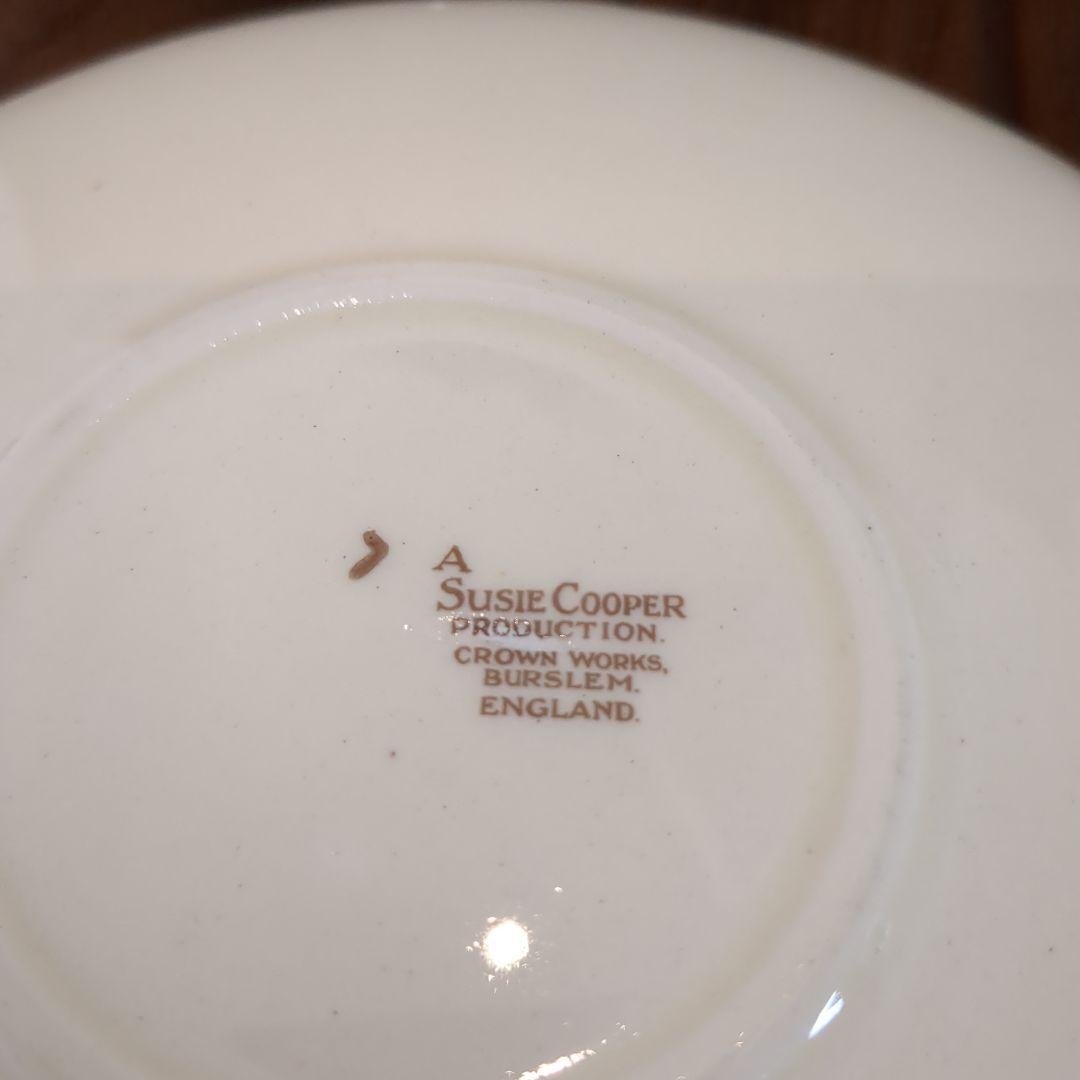 A
SUSIE COOPER
PRODUCTION.
CROWN WORKS,
BURSLEM.
ENGLAND.